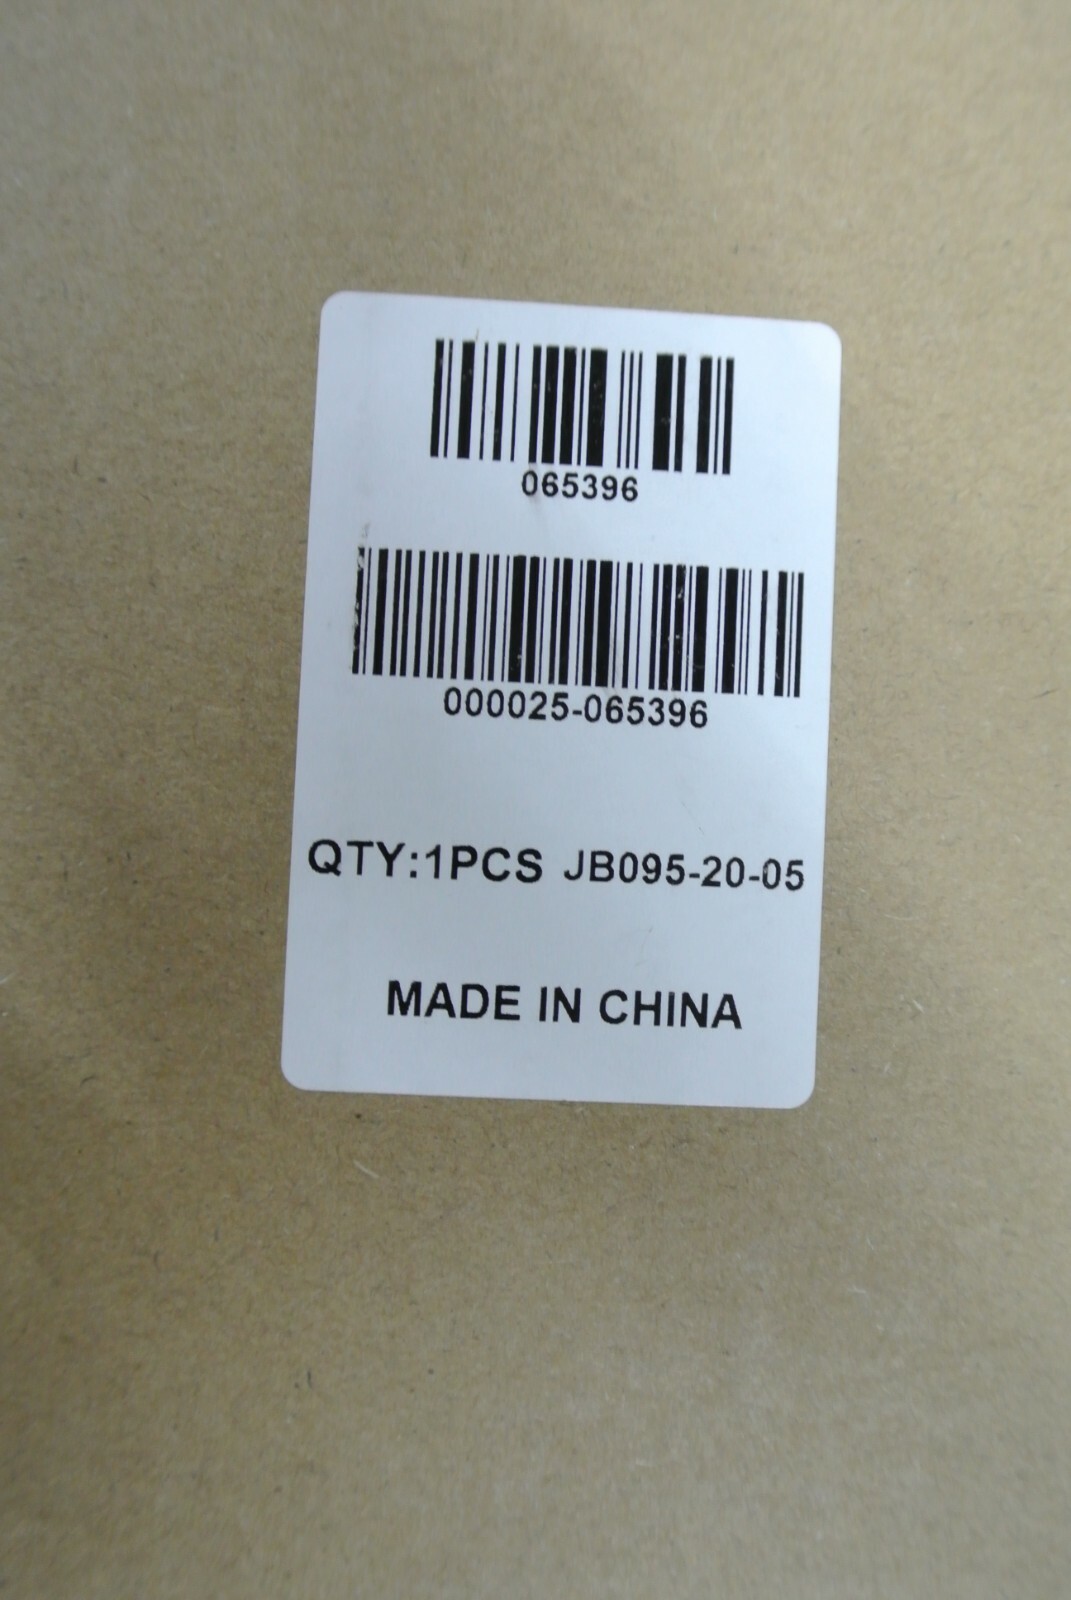 065396
000025-065396
QTY:1PCS JB095-20-05
MADE IN CHINA